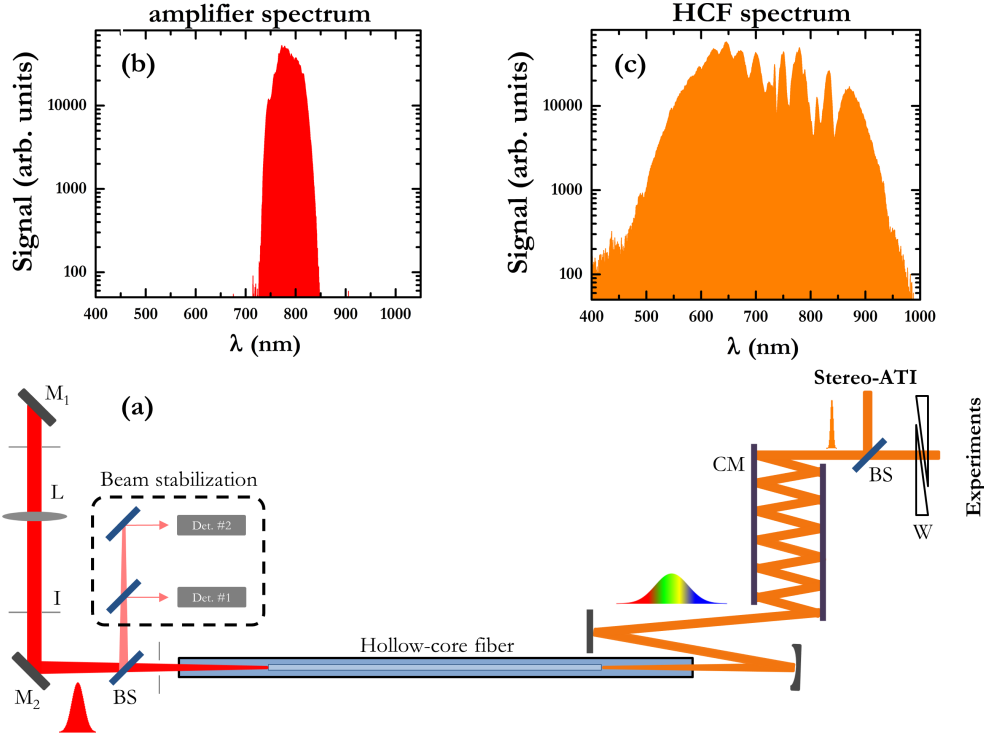 amplifier spectrum
(b)
Signal (arb. units)
10000
1000
100
400 500 600 700 800 900 1000
λ (nm)
HCF spectrum
(c)
Signal (arb. units)
10000
1000
100
400 500 600 700 800 900 1000
λ (nm)
(a)
M1
L
I
M2
BS
Beam stabilization
Det. #2
Det. #1
Hollow-core fiber
CM
Stereo-ATI
BS
W
Experiments